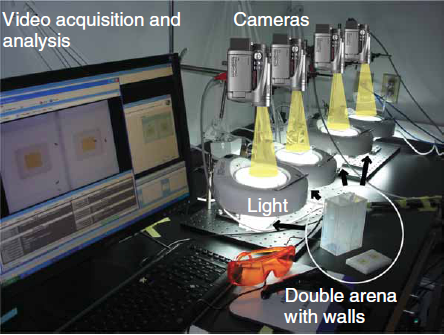 Video acquisition and
analysis
Cameras
Light
Double arena
with walls